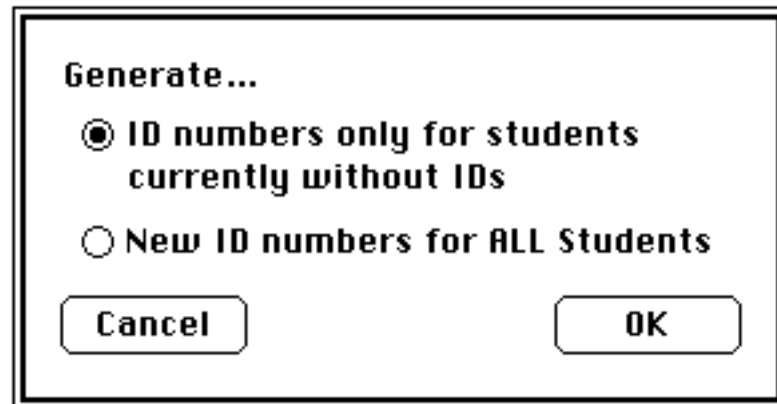 Generate...
ID numbers only for students
currently without IDs
New ID numbers for ALL Students
Cancel
OK